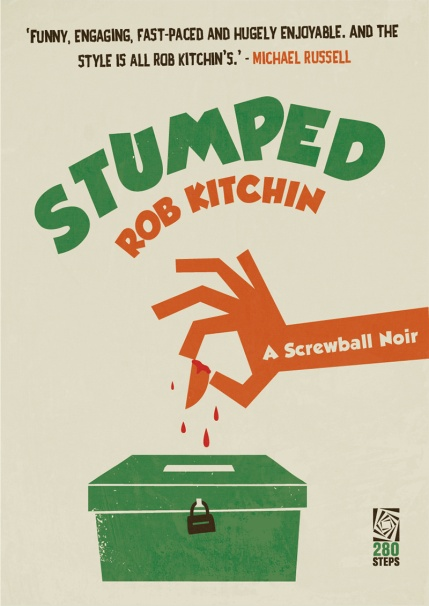 ‘FUNNY, ENGAGING, FAST-PACED AND HUGELY ENJOYABLE. AND THE
STYLE IS ALL ROB KITCHIN’S.’ - MICHAEL RUSSELL
STUMPED
ROB KITCHIN
A Screwball Noir
280
STEPS